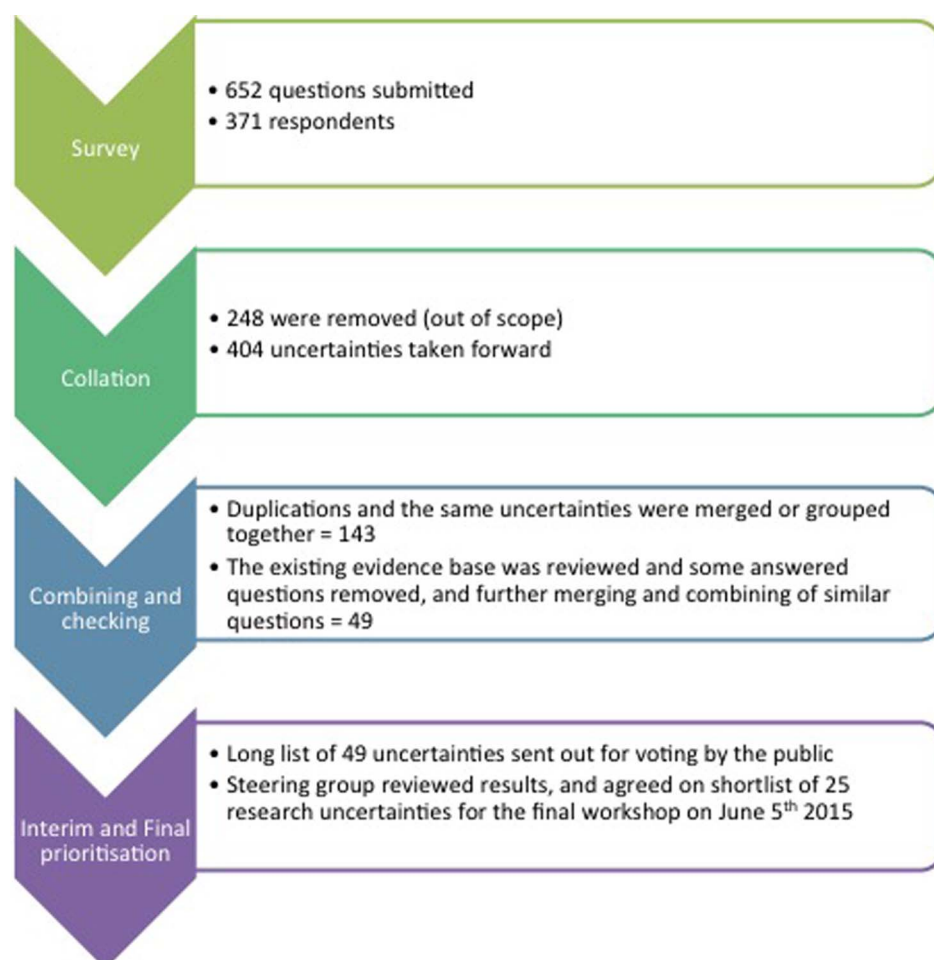 Survey
• 652 questions submitted
• 371 respondents
Collation
• 248 were removed (out of scope)
• 404 uncertainties taken forward
Combining and
checking
• Duplications and the same uncertainties were merged or grouped
together = 143
• The existing evidence base was reviewed and some answered
questions removed, and further merging and combining of similar
questions = 49
Interim and Final
prioritisation
• Long list of 49 uncertainties sent out for voting by the public
• Steering group reviewed results, and agreed on shortlist of 25
research uncertainties for the final workshop on June 5th 2015